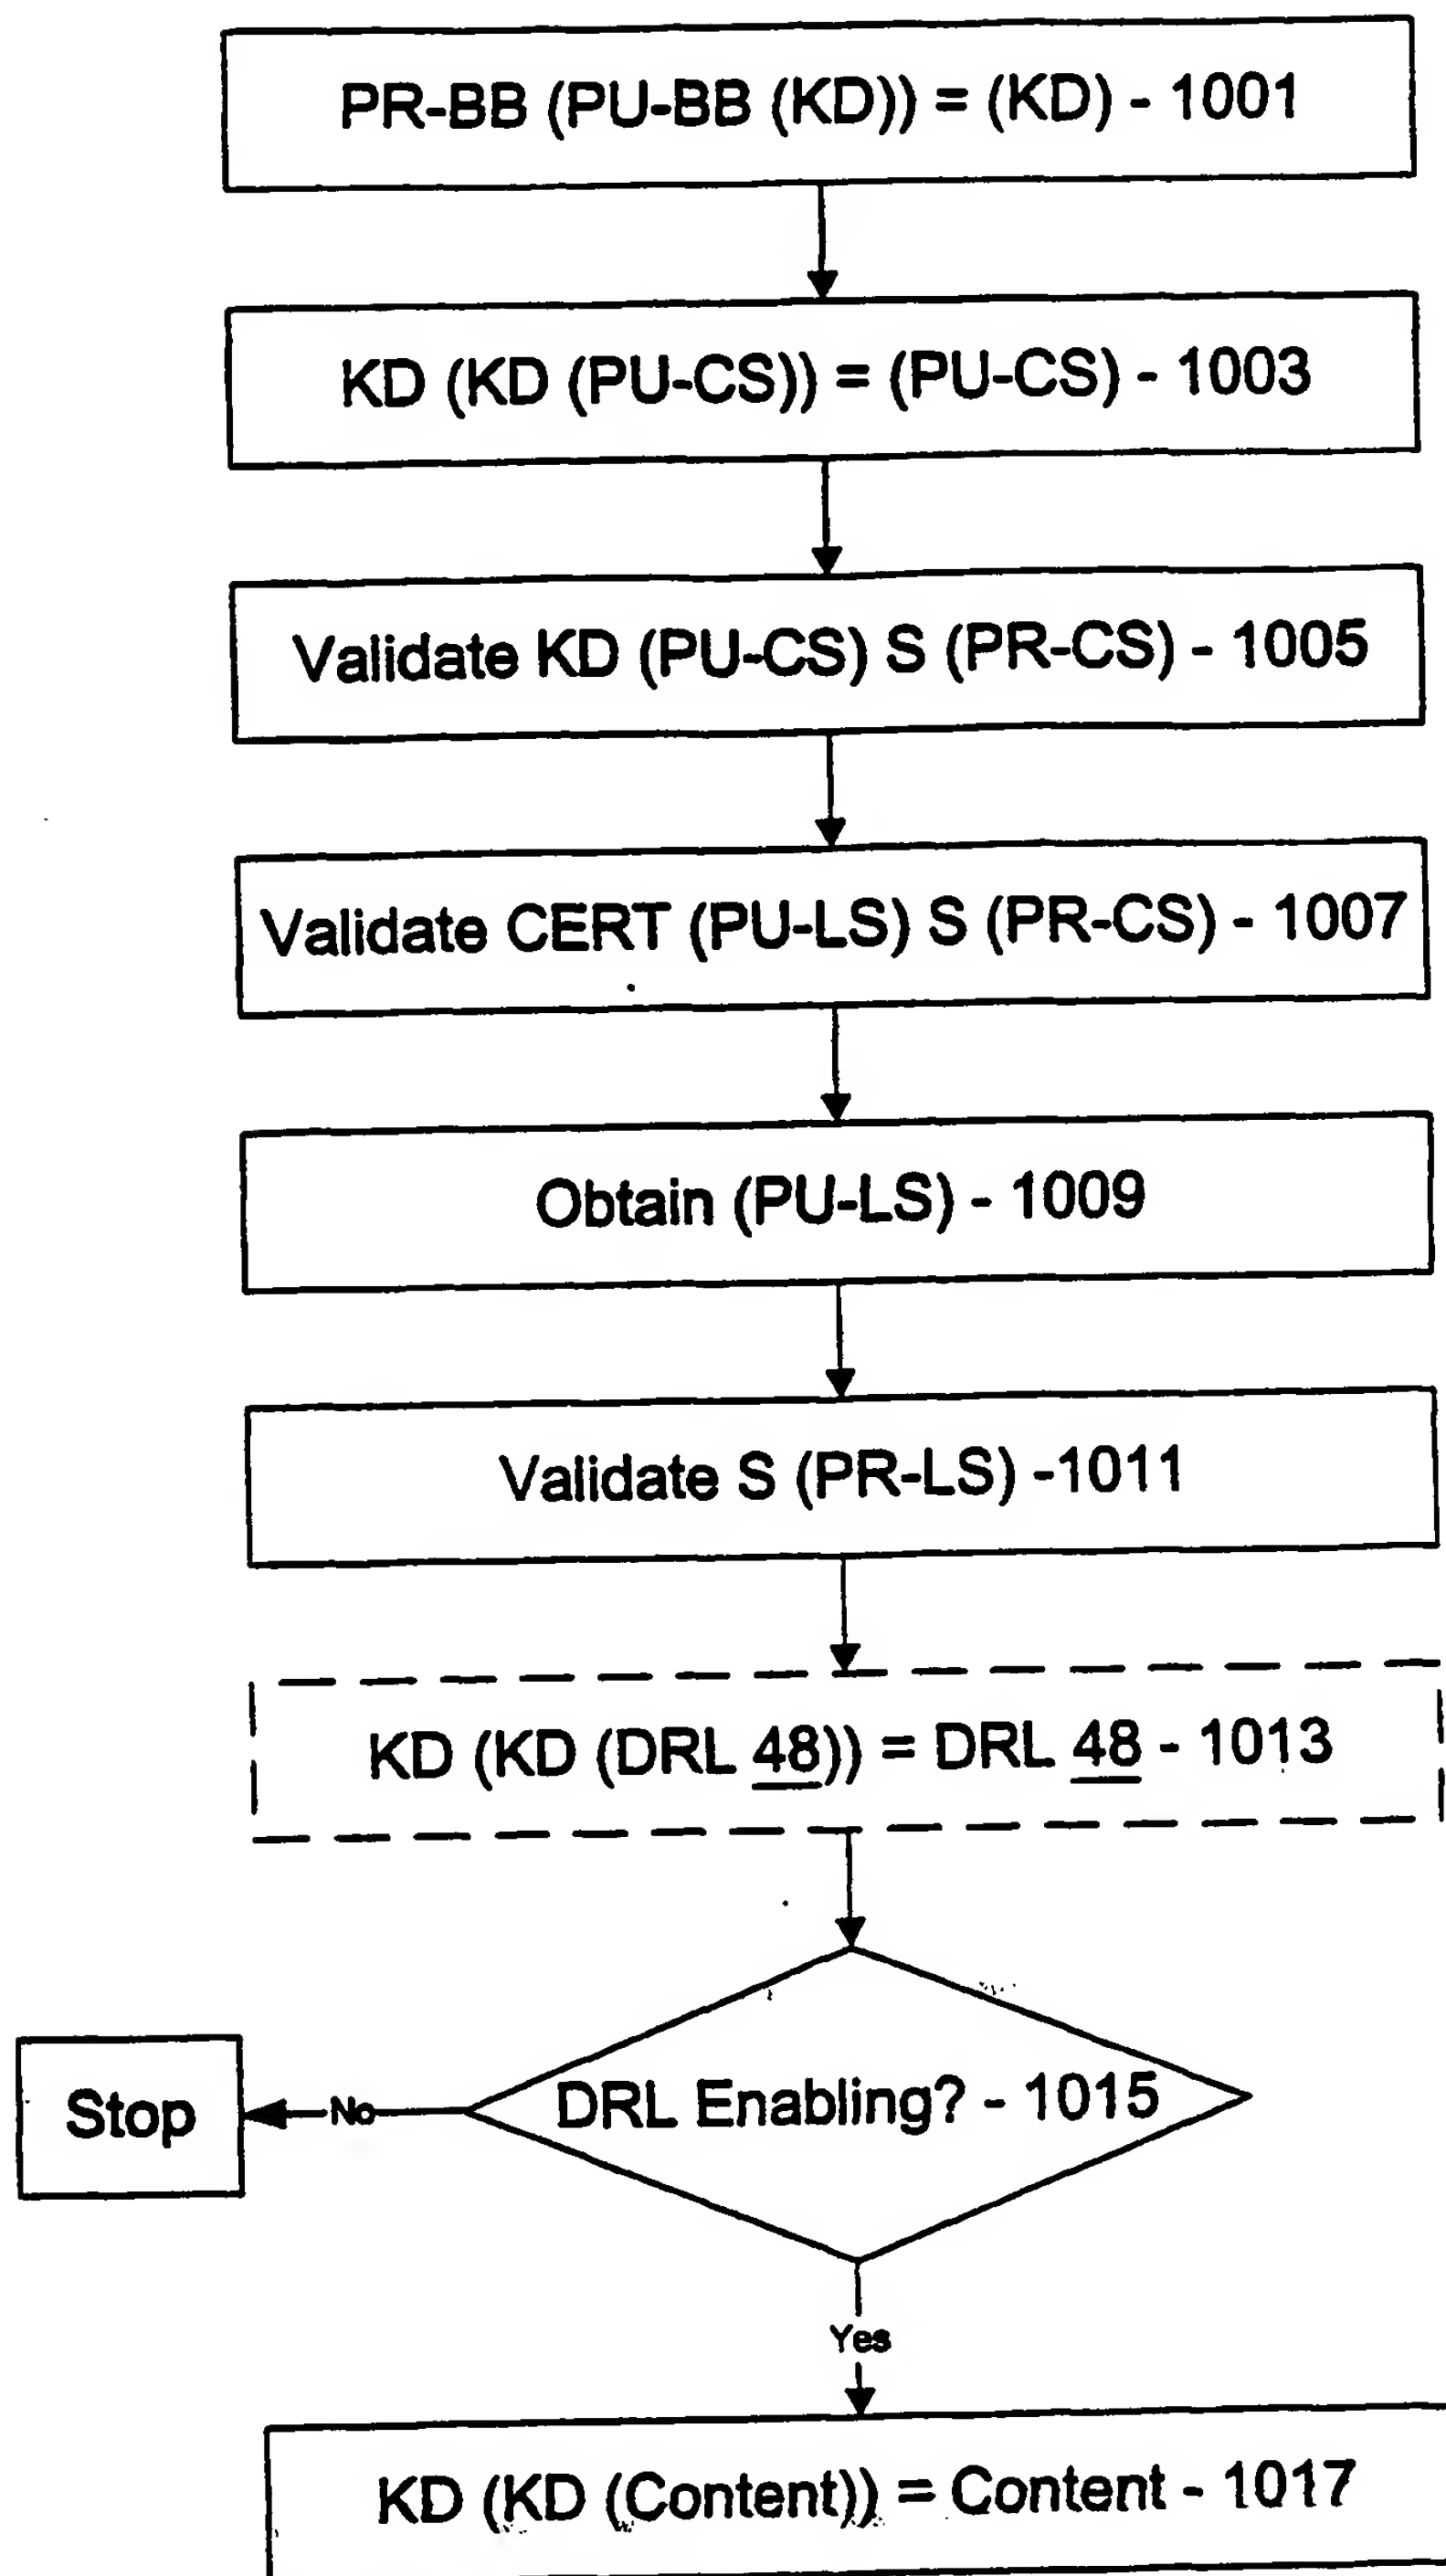 PR-BB (PU-BB (KD)) = (KD) - 1001
KD (KD (PU-CS)) = (PU-CS) - 1003
Validate KD (PU-CS) S (PR-CS) - 1005
Validate CERT (PU-LS) S (PR-CS) - 1007
Obtain (PU-LS) - 1009
Validate S (PR-LS) -1011
KD (KD (DRL 48)) = DRL 48 - 1013
DRL Enabling? - 1015
No
Stop
Yes
KD (KD (Content)) = Content - 1017